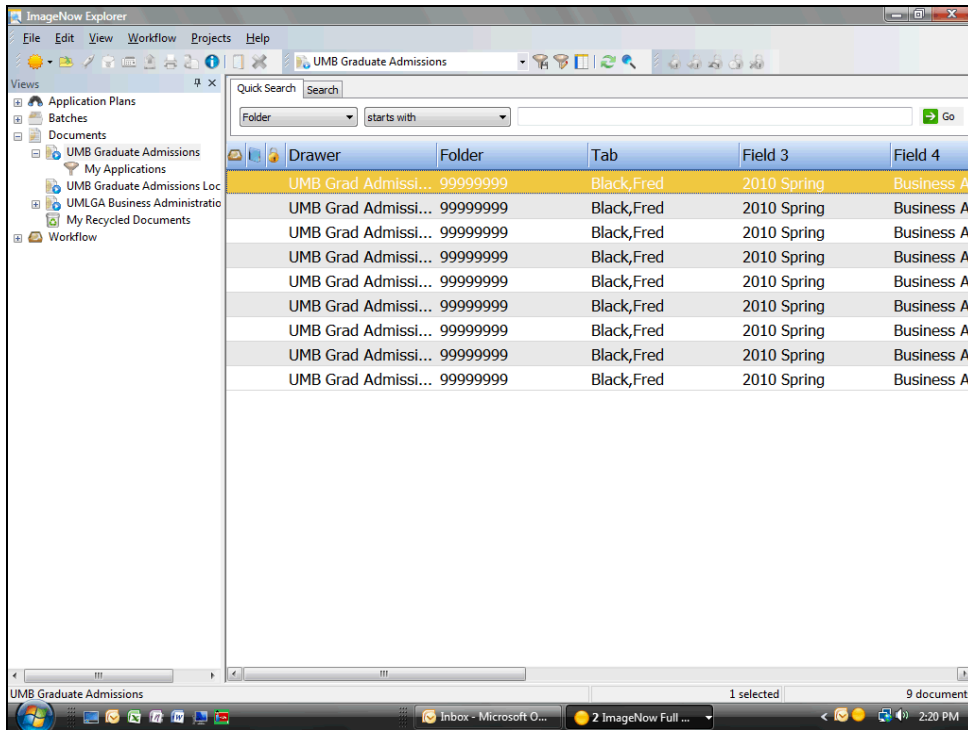 ImageNow Explorer
File Edit View Workflow Projects Help
UMB Graduate Admissions
Views
Quick Search Search
Application Plans
Batches
Documents
UMB Graduate Admissions
My Applications
UMB Graduate Admissions Loc
UMLGA Business Administratio
My Recycled Documents
Workflow
Folder starts with Go
Drawer Folder Tab Field 3 Field 4
UMB Grad Admissi... 99999999 Black,Fred 2010 Spring Business A
UMB Grad Admissi... 99999999 Black,Fred 2010 Spring Business A
UMB Grad Admissi... 99999999 Black,Fred 2010 Spring Business A
UMB Grad Admissi... 99999999 Black,Fred 2010 Spring Business A
UMB Grad Admissi... 99999999 Black,Fred 2010 Spring Business A
UMB Grad Admissi... 99999999 Black,Fred 2010 Spring Business A
UMB Grad Admissi... 99999999 Black,Fred 2010 Spring Business A
UMB Grad Admissi... 99999999 Black,Fred 2010 Spring Business A
UMB Grad Admissi... 99999999 Black,Fred 2010 Spring Business A
UMB Graduate Admissions 1 selected 9 document
Inbox - Microsoft O... 2 ImageNow Full ... 2:20 PM